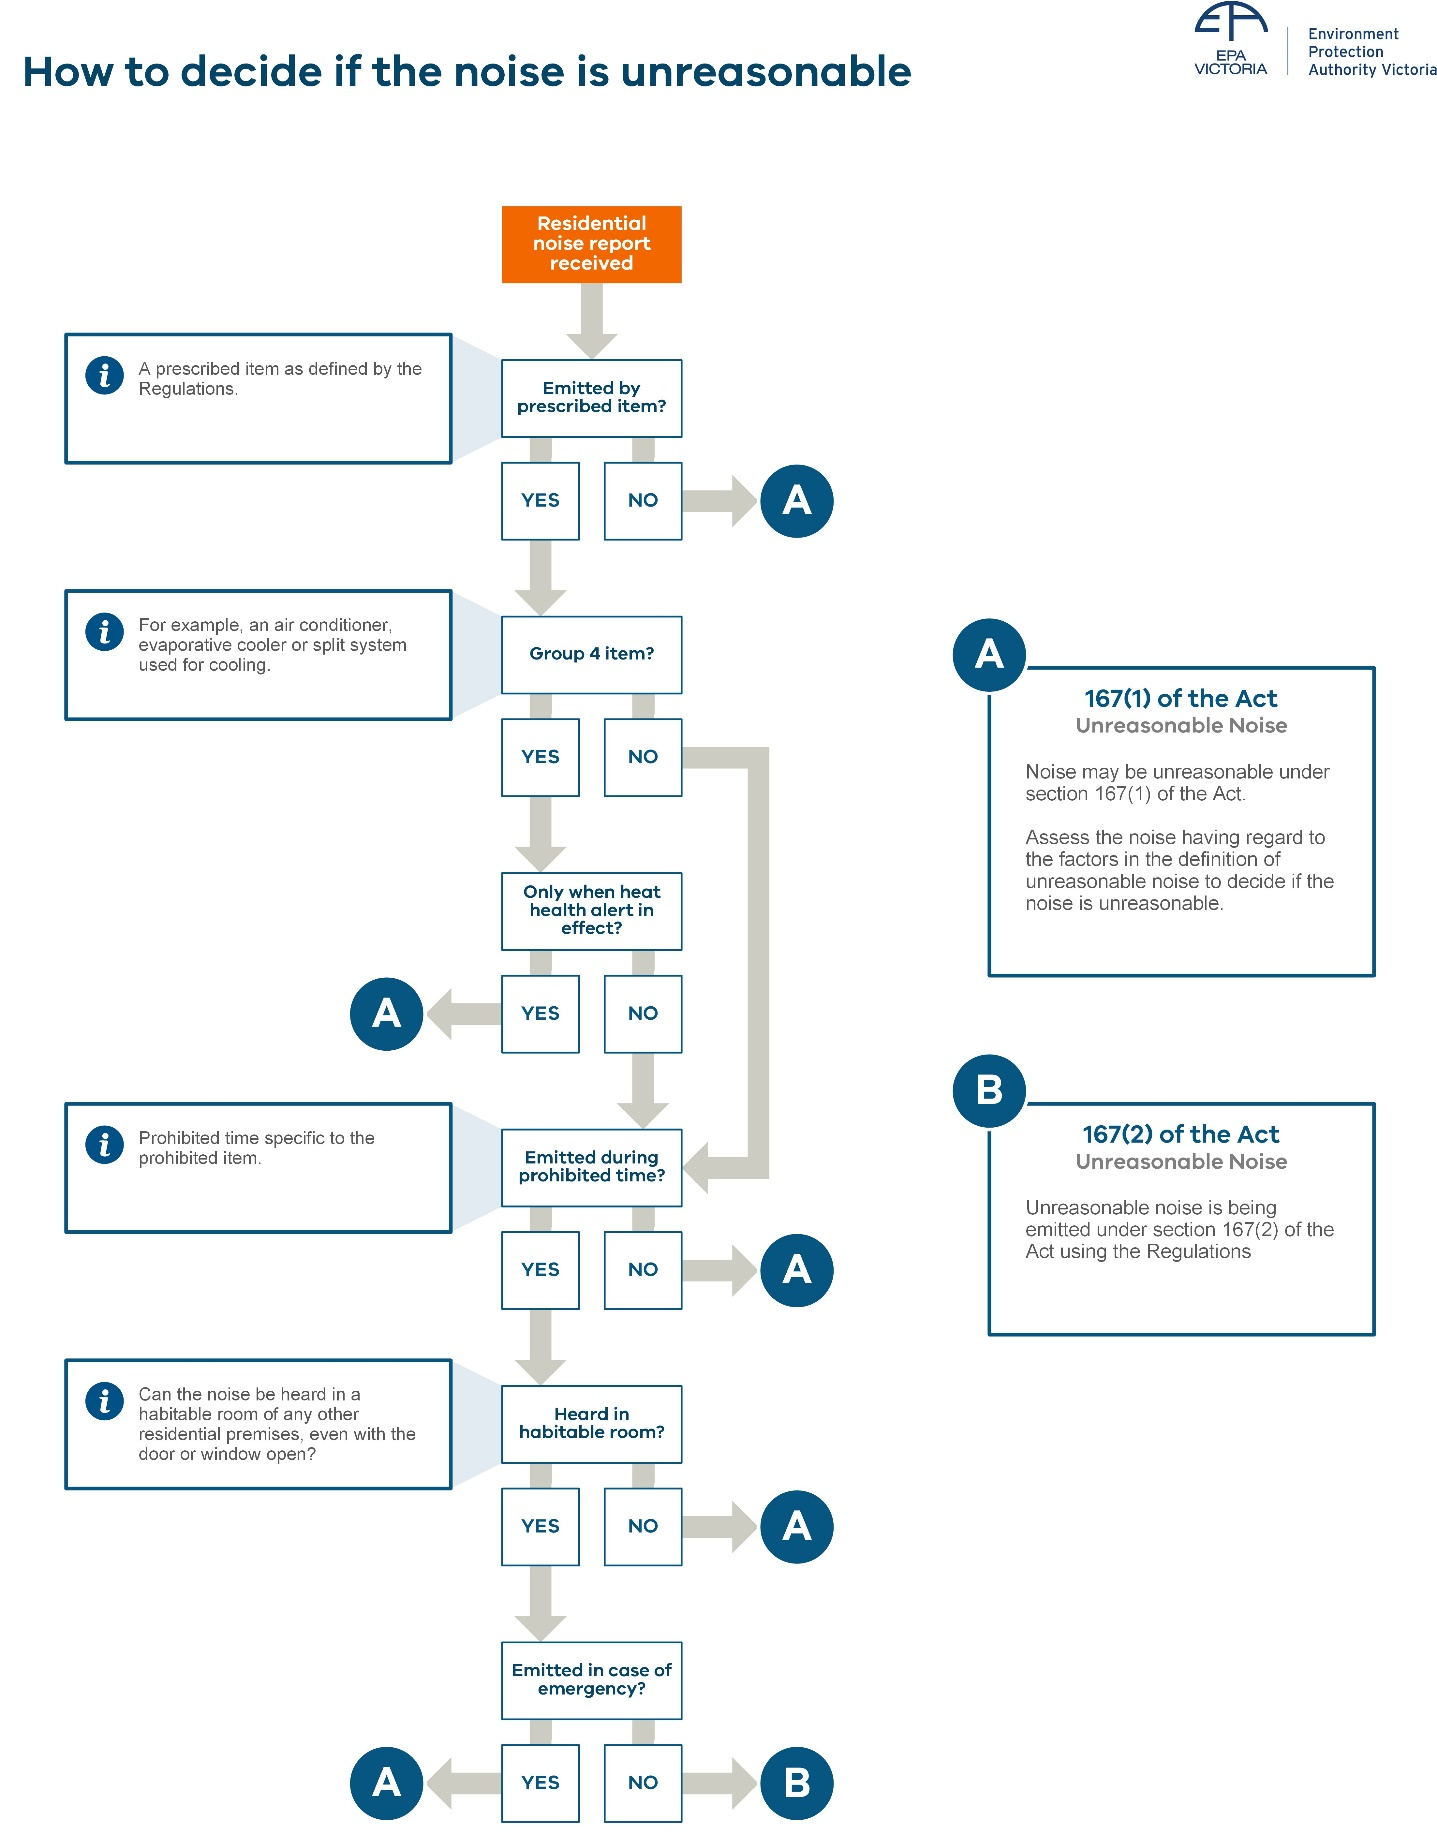 How to decide if the noise is unreasonable
EPA
VICTORIA
Environment
Protection
Authority Victoria
Residential
noise report
received
i
A prescribed item as defined by the
Regulations.
Emitted by
prescribed item?
YES
NO
A
i
For example, an air conditioner,
evaporative cooler or split system
used for cooling.
Group 4 item?
YES
NO
Only when heat
health alert in
effect?
A
YES
NO
i
Prohibited time specific to the
prohibited item.
Emitted during
prohibited time?
YES
NO
A
i
Can the noise be heard in a
habitable room of any other
residential premises, even with the
door or window open?
Heard in
habitable room?
YES
NO
A
Emitted in case of
emergency?
A
YES
NO
B
A
167(1) of the Act
Unreasonable Noise
Noise may be unreasonable under
section 167(1) of the Act.
Assess the noise having regard to
the factors in the definition of
unreasonable noise to decide if the
noise is unreasonable.
B
167(2) of the Act
Unreasonable Noise
Unreasonable noise is being
emitted under section 167(2) of the
Act using the Regulations